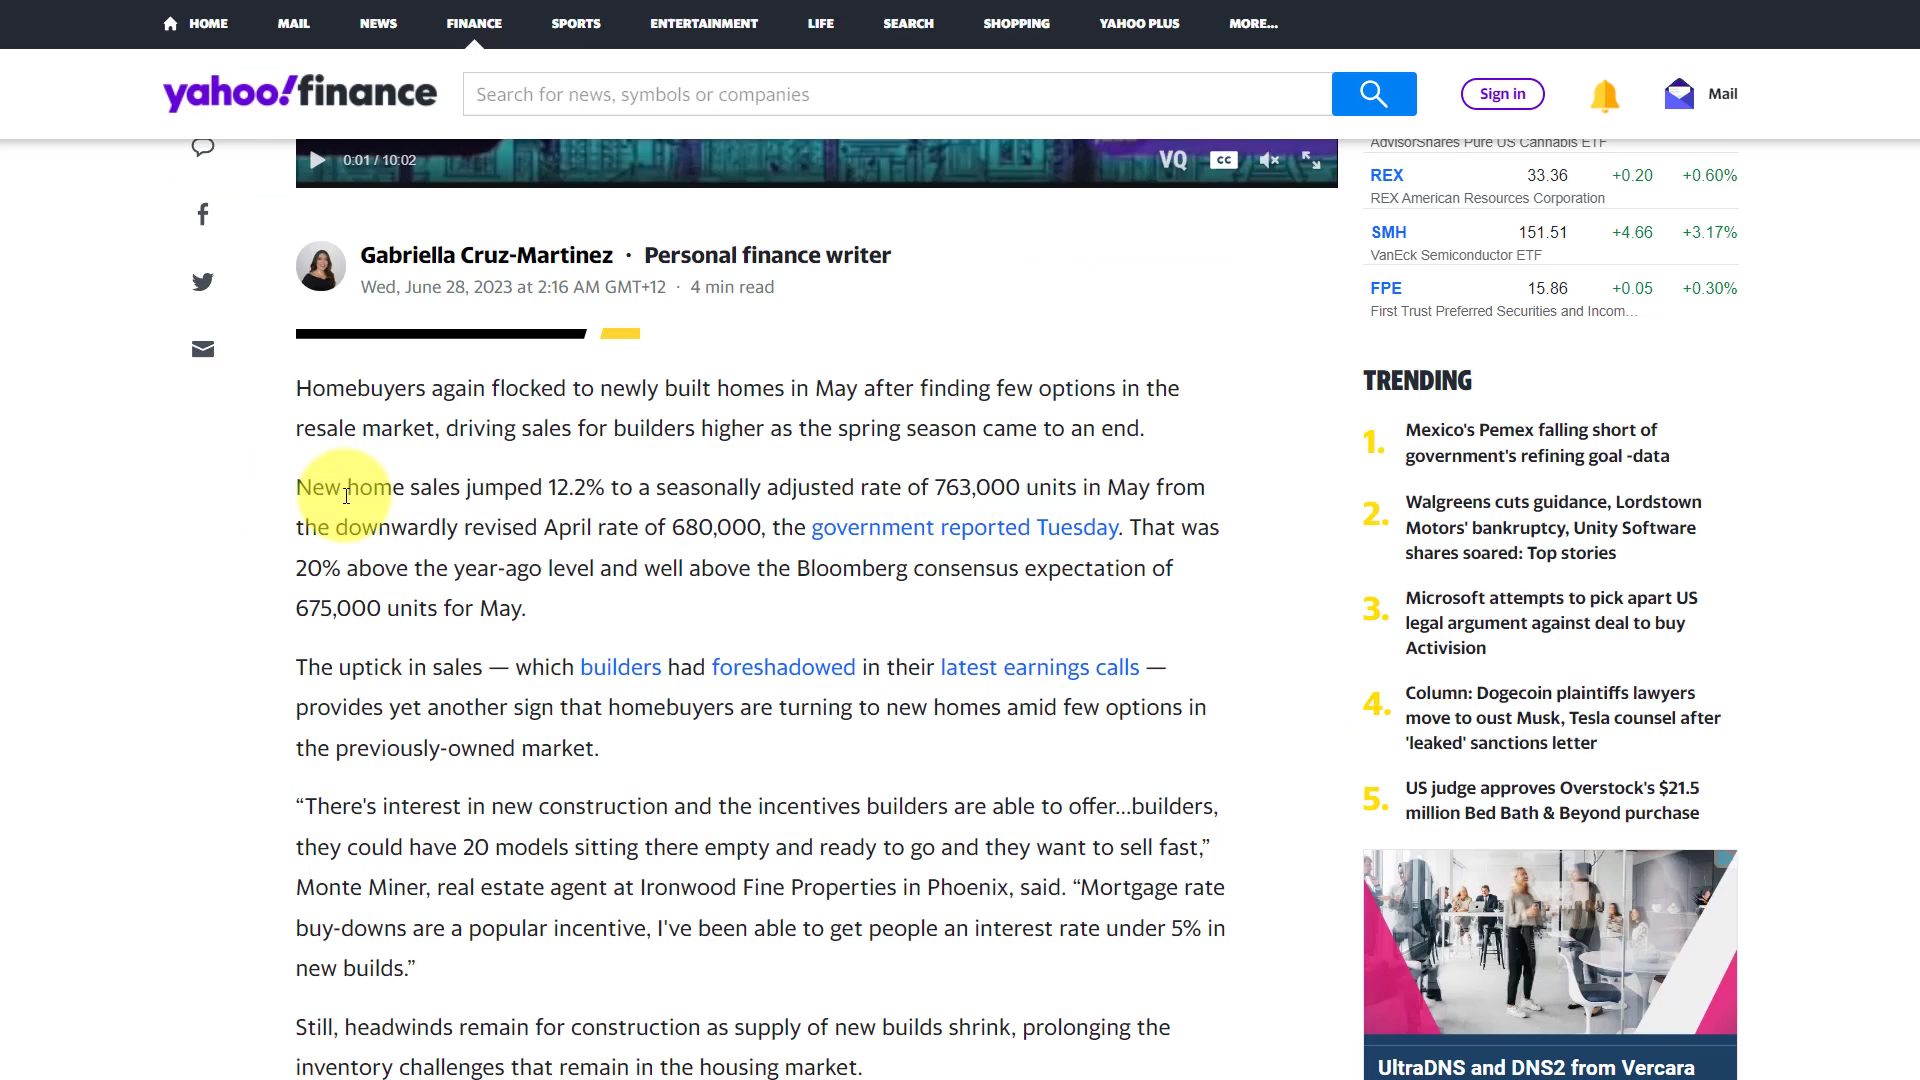 HOME
MAIL
NEWS
FINANCE
SPORTS
ENTERTAINMENT
LIFE
SEARCH
SHOPPING
YAHOO PLUS
MORE...
yahoo!finance
Search for news, symbols or companies
Sign in
Mail
0:01 / 10:02
VQ
CC
Gabriella Cruz-Martinez · Personal finance writer
Wed, June 28, 2023 at 2:16 AM GMT+12 · 4 min read
Homebuyers again flocked to newly built homes in May after finding few options in the
resale market, driving sales for builders higher as the spring season came to an end.
New home sales jumped 12.2% to a seasonally adjusted rate of 763,000 units in May from
the downwardly revised April rate of 680,000, the government reported Tuesday. That was
20% above the year-ago level and well above the Bloomberg consensus expectation of
675,000 units for May.
The uptick in sales — which builders had foreshadowed in their latest earnings calls —
provides yet another sign that homebuyers are turning to new homes amid few options in
the previously-owned market.
“There's interest in new construction and the incentives builders are able to offer...builders,
they could have 20 models sitting there empty and ready to go and they want to sell fast,”
Monte Miner, real estate agent at Ironwood Fine Properties in Phoenix, said. “Mortgage rate
buy-downs are a popular incentive, I've been able to get people an interest rate under 5% in
new builds.”
Still, headwinds remain for construction as supply of new builds shrink, prolonging the
inventory challenges that remain in the housing market.
AdvisorShares Pure US Cannabis ETF
REX 33.36 +0.20 +0.60%
REX American Resources Corporation
SMH 151.51 +4.66 +3.17%
VanEck Semiconductor ETF
FPE 15.86 +0.05 +0.30%
First Trust Preferred Securities and Incom...
TRENDING
1. Mexico's Pemex falling short of
government's refining goal -data
2. Walgreens cuts guidance, Lordstown
Motors' bankruptcy, Unity Software
shares soared: Top stories
3. Microsoft attempts to pick apart US
legal argument against deal to buy
Activision
4. Column: Dogecoin plaintiffs lawyers
move to oust Musk, Tesla counsel after
'leaked' sanctions letter
5. US judge approves Overstock's $21.5
million Bed Bath & Beyond purchase
UltraDNS and DNS2 from Vercara